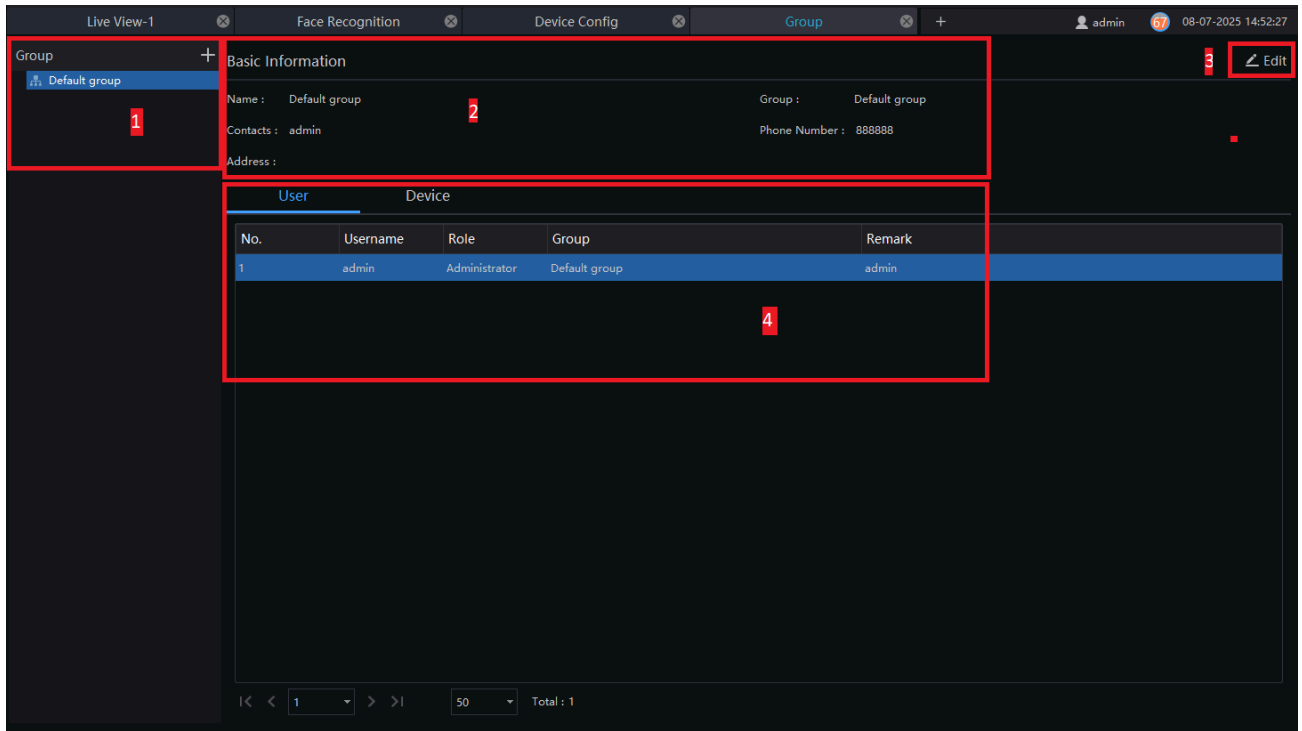 Live View-1 Face Recognition Device Config Group + admin 67 08-07-2025 14:52:27
Group +
Default group
1
Basic Information
3 Edit
Name : Default group Group : Default group
2
Contacts : admin Phone Number : 888888
Address :
User Device
No. Username Role Group Remark
1 admin Administrator Default group admin
4
1 50 Total : 1